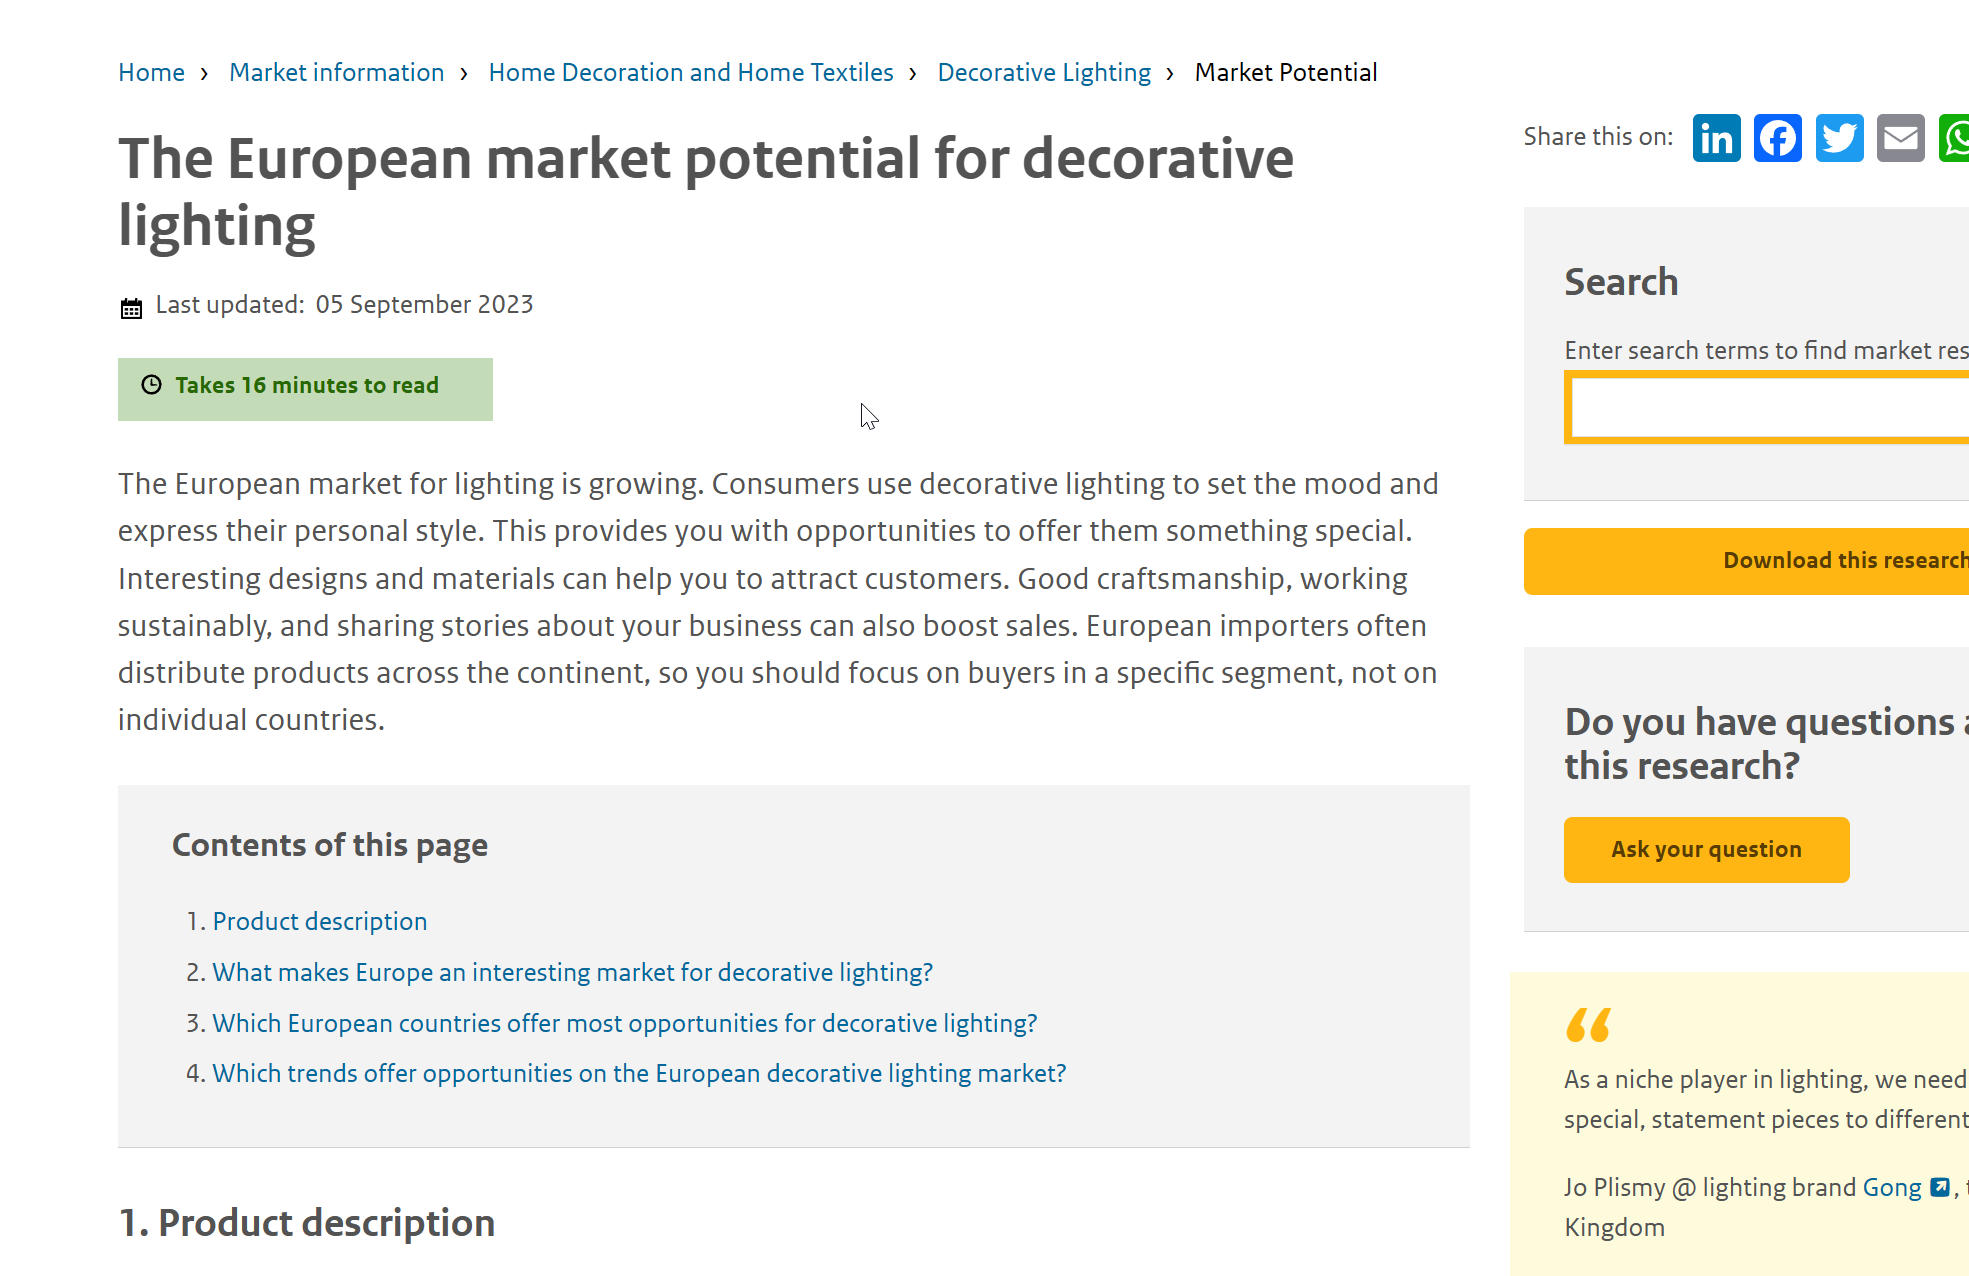 Home › Market information › Home Decoration and Home Textiles › Decorative Lighting › Market Potential
The European market potential for decorative
lighting
Last updated: 05 September 2023
Takes 16 minutes to read
The European market for lighting is growing. Consumers use decorative lighting to set the mood and
express their personal style. This provides you with opportunities to offer them something special.
Interesting designs and materials can help you to attract customers. Good craftsmanship, working
sustainably, and sharing stories about your business can also boost sales. European importers often
distribute products across the continent, so you should focus on buyers in a specific segment, not on
individual countries.
Contents of this page
1. Product description
2. What makes Europe an interesting market for decorative lighting?
3. Which European countries offer most opportunities for decorative lighting?
4. Which trends offer opportunities on the European decorative lighting market?
1. Product description
Share this on:
Search
Enter search terms to find market res
Download this research
Do you have questions
this research?
Ask your question
“
As a niche player in lighting, we need
special, statement pieces to different
Jo Plismy @ lighting brand Gong ,
Kingdom